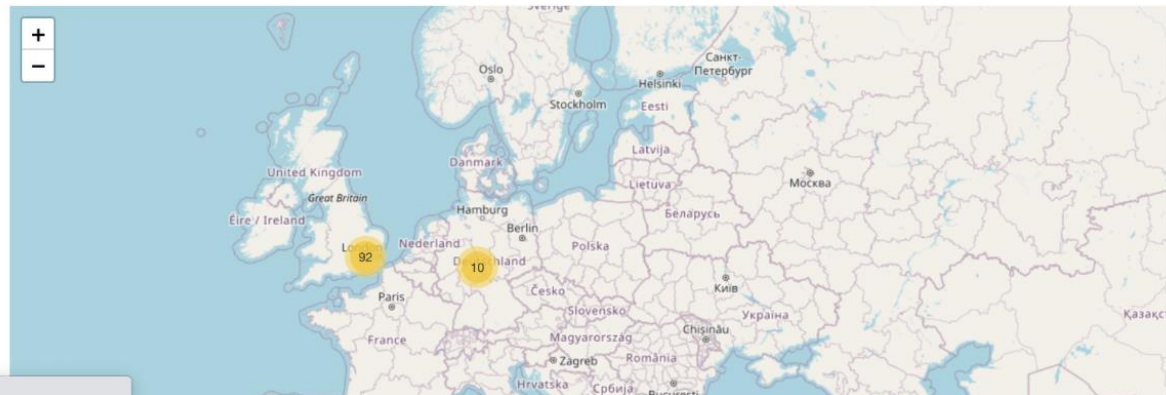 +
−
Sverige
Oslo
Stockholm
Helsinki
Санкт-
Петербург
Eesti
Latvija
Lietuva
Danmark
United Kingdom
Great Britain
Éire / Ireland
Москва
Беларусь
Hamburg
Berlin
Nederland
Polska
92
10
Paris
Česko
Київ
Україна
Slovensko
Қазақс
France
Magyarország
Chișinău
Zagreb
România
Hrvatska
Србија